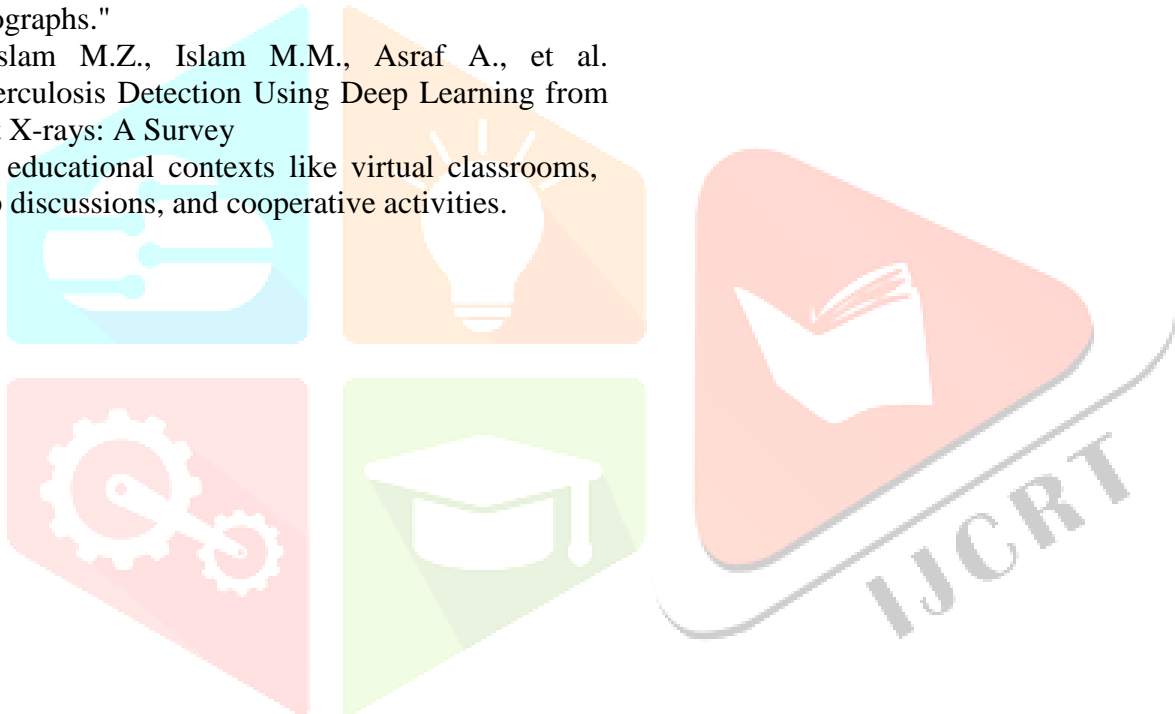 ographs."
slam M.Z., Islam M.M., Asraf A., et al.
erculosis Detection Using Deep Learning from
X-rays: A Survey
educational contexts like virtual classrooms,
discussions, and cooperative activities.
IJCRT